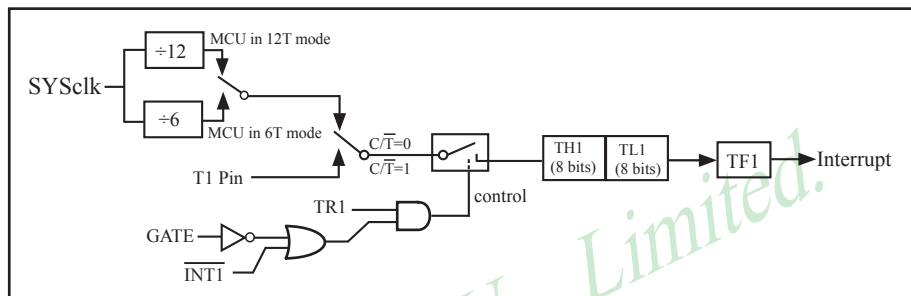 ÷12
MCU in 12T mode
SYSclk
÷6
MCU in 6T mode
C/T̅=0
C/T̅=1
T1 Pin
TH1
(8 bits)
TL1
(8 bits)
TF1
Interrupt
control
TR1
GATE
I̅N̅T̅1̅
Limited.